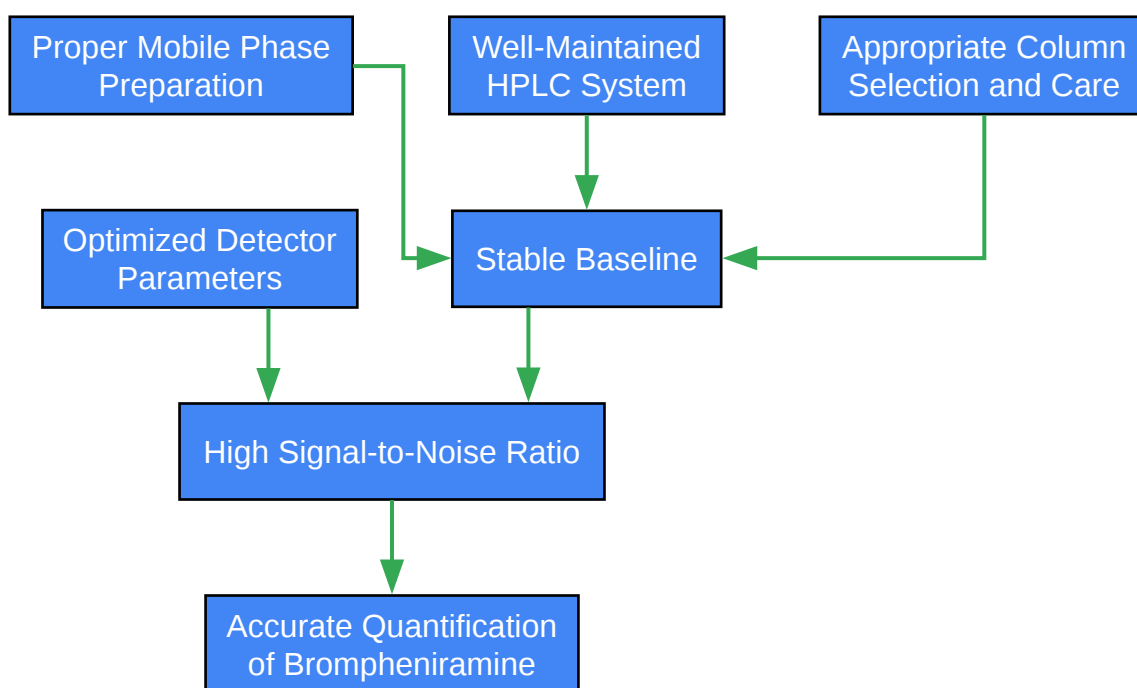 Proper Mobile Phase
Preparation
Well-Maintained
HPLC System
Appropriate Column
Selection and Care
Optimized Detector
Parameters
Stable Baseline
High Signal-to-Noise Ratio
Accurate Quantification
of Brompheniramine